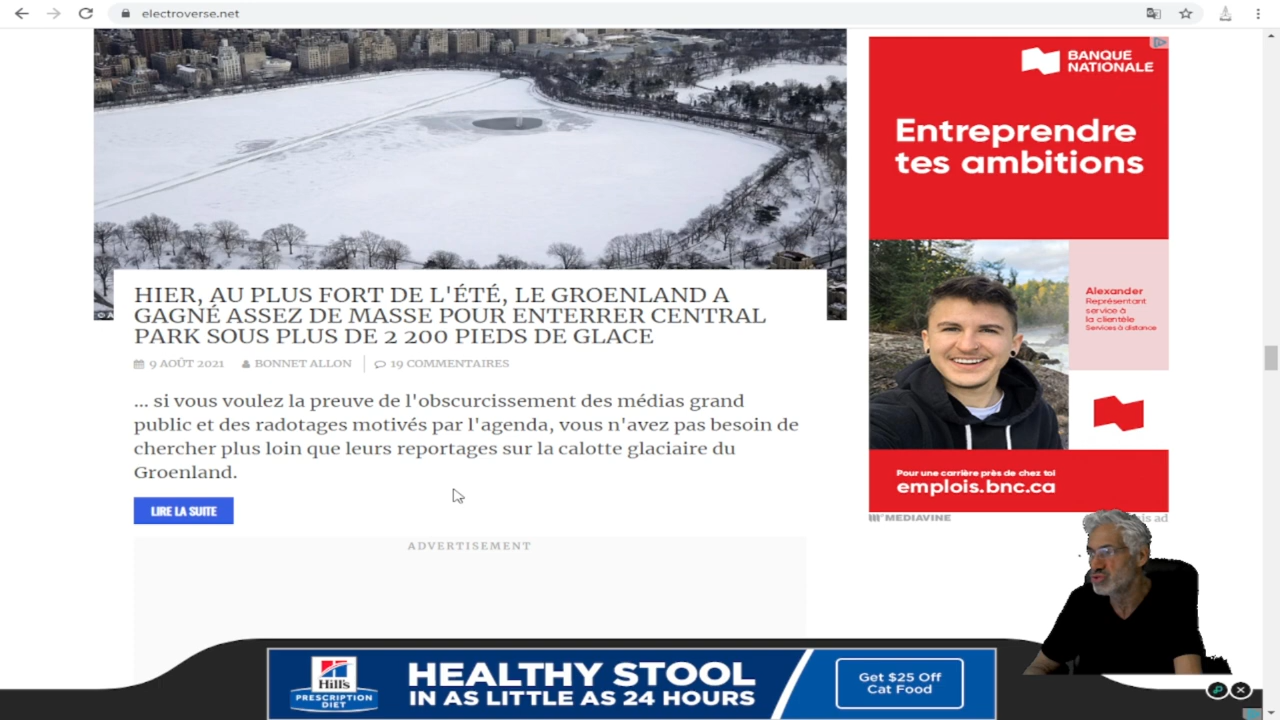 electroverse.net
HIER, AU PLUS FORT DE L'ÉTÉ, LE GROENLAND A
GAGNÉ ASSEZ DE MASSE POUR ENTERRER CENTRAL
PARK SOUS PLUS DE 2 200 PIEDS DE GLACE
9 AOÛT 2021 BONNET ALLON 19 COMMENTAIRES
... si vous voulez la preuve de l'obscurcissement des médias grand
public et des radotages motivés par l'agenda, vous n'avez pas besoin de
chercher plus loin que leurs reportages sur la calotte glaciaire du
Groenland.
LIRE LA SUITE
ADVERTISEMENT
BANQUE
NATIONALE
Entreprendre
tes ambitions
Alexander
Représentant
service à
la clientèle
Services à distance
Pour une carrière près de chez toi
emplois.bnc.ca
MEDIAVINE
ad
Hill's
PRESCRIPTION
DIET
HEALTHY STOOL
IN AS LITTLE AS 24 HOURS
Get $25 Off
Cat Food